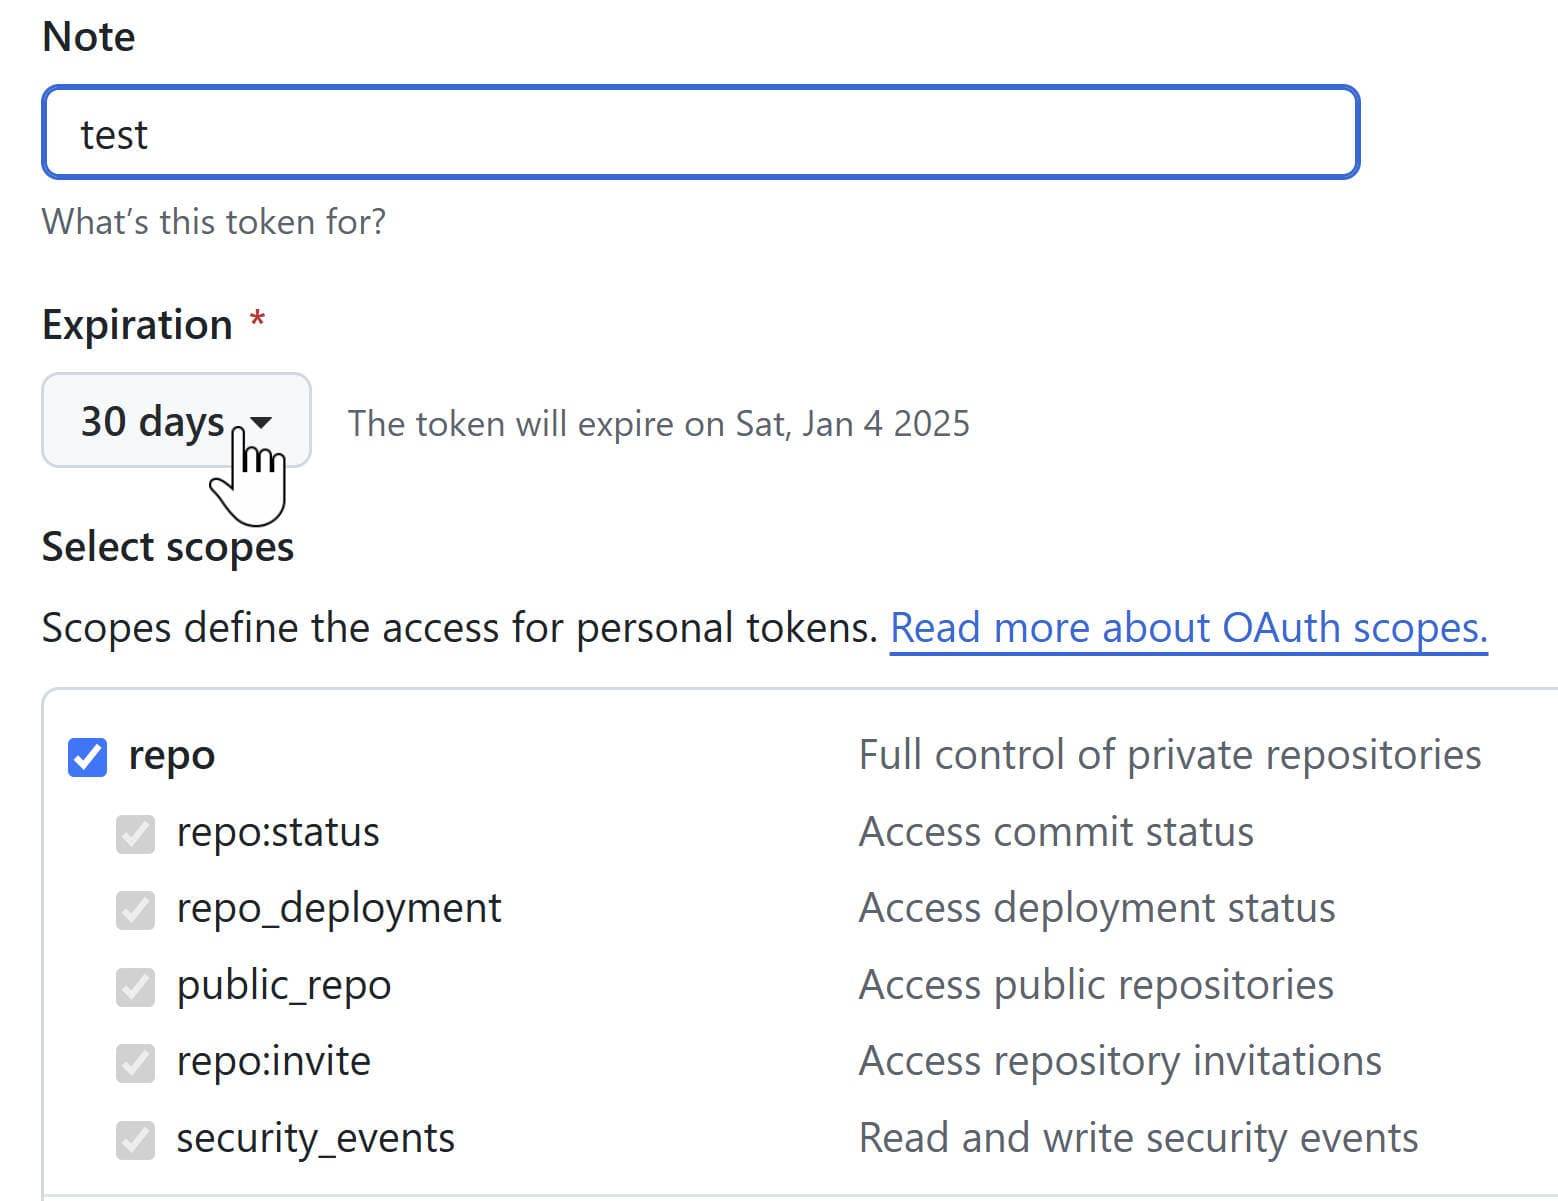 Note
test
What's this token for?
Expiration *
30 days The token will expire on Sat, Jan 4 2025
Select scopes
Scopes define the access for personal tokens. Read more about OAuth scopes.
repo Full control of private repositories
repo:status Access commit status
repo_deployment Access deployment status
public_repo Access public repositories
repo:invite Access repository invitations
security_events Read and write security events